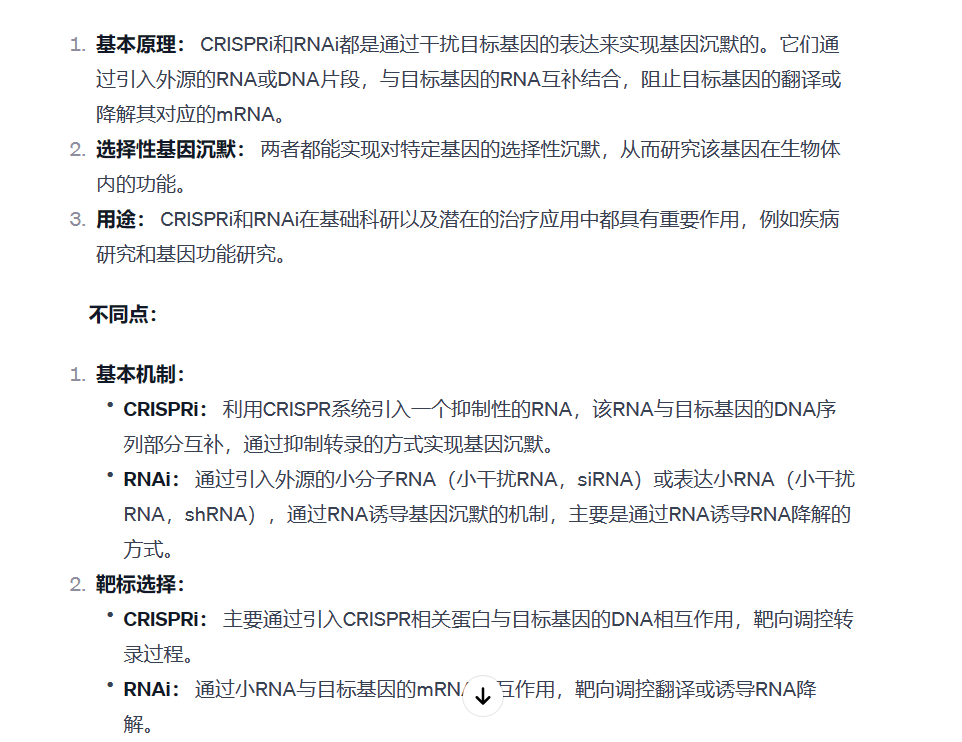 1. 基本原理： CRISPRi和RNAi都是通过干扰目标基因的表达来实现基因沉默的。它们通
过引入外源的RNA或DNA片段，与目标基因的RNA互补结合，阻止目标基因的翻译或
降解其对应的mRNA。
2. 选择性基因沉默： 两者都能实现对特定基因的选择性沉默，从而研究该基因在生物体
内的功能。
3. 用途： CRISPRi和RNAi在基础科研以及潜在的治疗应用中都具有重要作用，例如疾病
研究和基因功能研究。
不同点：
1. 基本机制：
• CRISPRi： 利用CRISPR系统引入一个抑制性的RNA，该RNA与目标基因的DNA序
列部分互补，通过抑制转录的方式实现基因沉默。
• RNAi： 通过引入外源的小分子RNA（小干扰RNA，siRNA）或表达小RNA（小干扰
RNA，shRNA），通过RNA诱导基因沉默的机制，主要是通过RNA诱导RNA降解的
方式。
2. 靶标选择：
• CRISPRi： 主要通过引入CRISPR相关蛋白与目标基因的DNA相互作用，靶向调控转
录过程。
• RNAi： 通过小RNA与目标基因的mRNA互作用，靶向调控翻译或诱导RNA降
解。